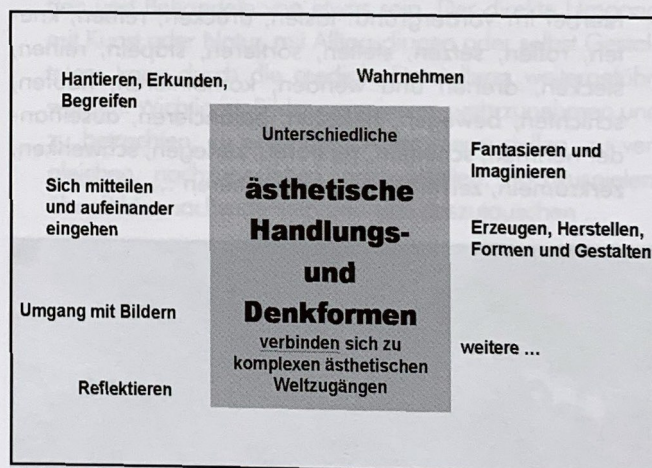 Hantieren, Erkunden,
Begreifen
Wahrnehmen
Unterschiedliche
ästhetische
Handlungs-
und
Denkformen
verbinden sich zu
komplexen ästhetischen
Weltzugängen
Fantasieren und
Imaginieren
Sich mitteilen
und aufeinander
eingehen
Erzeugen, Herstellen,
Formen und Gestalten
Umgang mit Bildern
weitere ...
Reflektieren